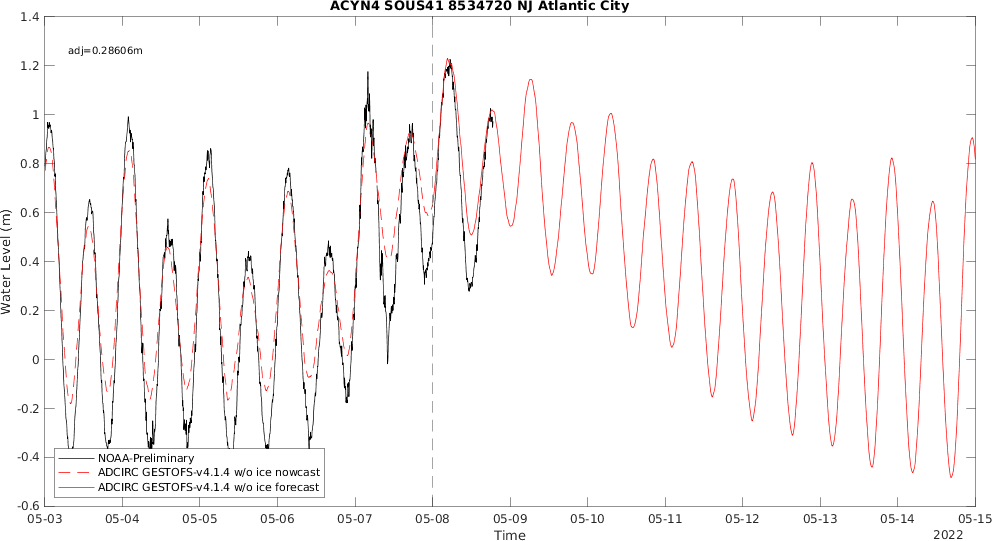 ACYN4 SOUS41 8534720 NJ Atlantic City
adj=0.28606m
Water Level (m)
1.4
1.2
1
0.8
0.6
0.4
0.2
0
-0.2
-0.4
-0.6
NOAA-Preliminary
ADCIRC GESTOFS-v4.1.4 w/o ice nowcast
ADCIRC GESTOFS-v4.1.4 w/o ice forecast
05-03 05-04 05-05 05-06 05-07 05-08 05-09 05-10 05-11 05-12 05-13 05-14 05-15
Time
2022